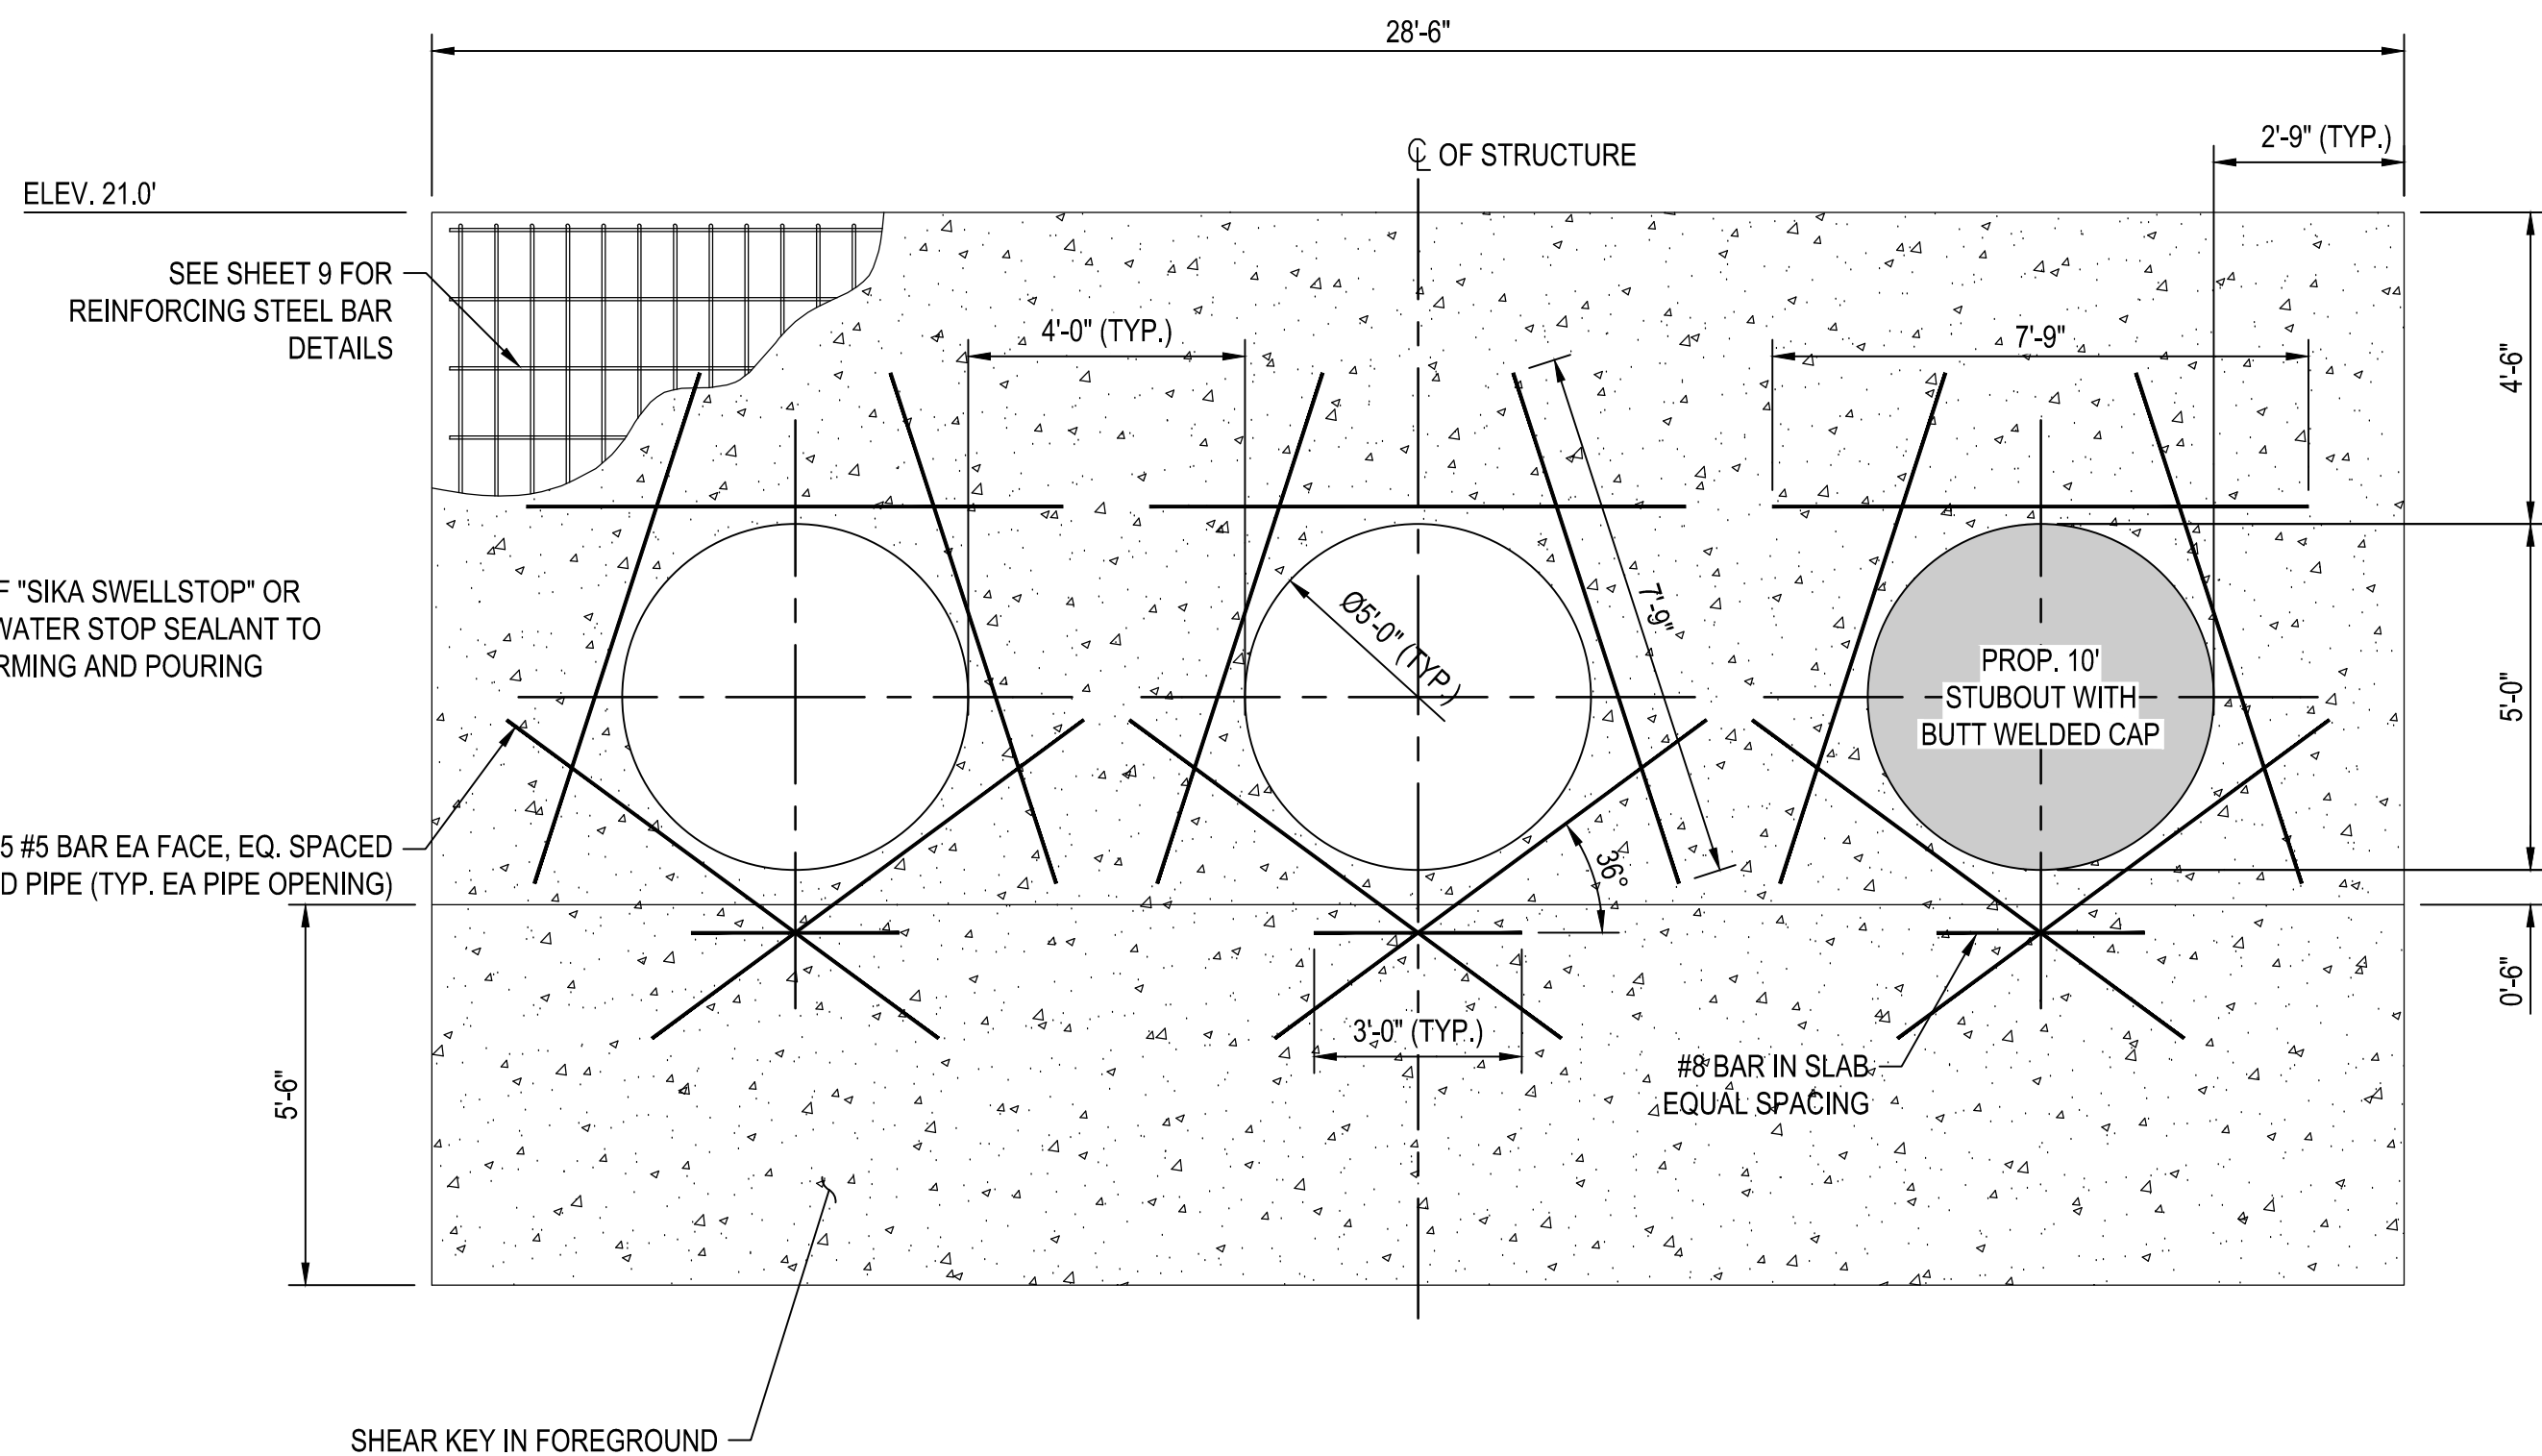 28'-6"
2'-9" (TYP.)
℄ OF STRUCTURE
ELEV. 21.0'
SEE SHEET 9 FOR
REINFORCING STEEL BAR
DETAILS
4'-0" (TYP.)
7'-9"
4'-6"
"SIKA SWELLSTOP" OR
WATER STOP SEALANT TO
AND POURING
Ø5'-0" (TYP.)
7'-9"
PROP. 10'
STUBOUT WITH
BUTT WELDED CAP
5'-0"
5 #5 BAR EA FACE, EQ. SPACED
PIPE (TYP. EA PIPE OPENING)
36°
0'-6"
3'-0" (TYP.)
#8 BAR IN SLAB
EQUAL SPACING
5'-6"
SHEAR KEY IN FOREGROUND